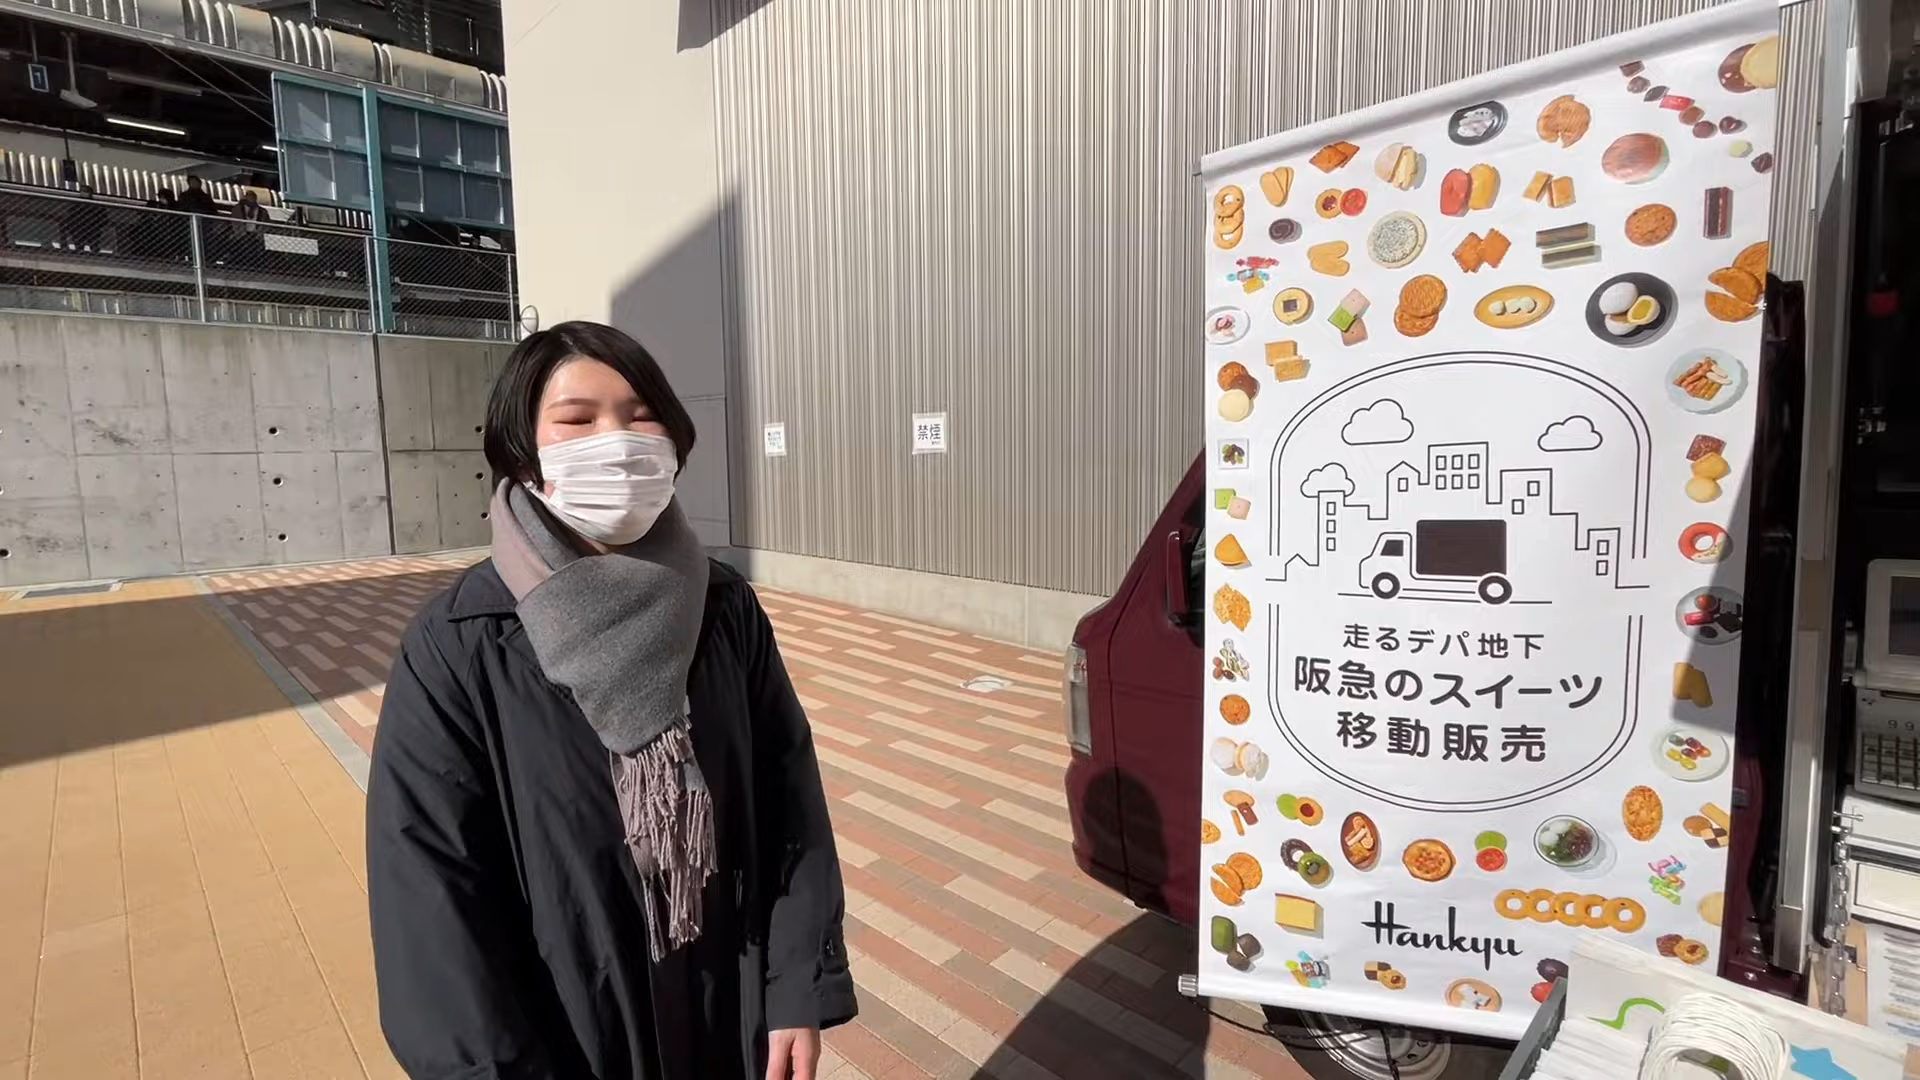 1
禁煙
走るデパ地下
阪急のスイーツ
移動販売
Hankyu